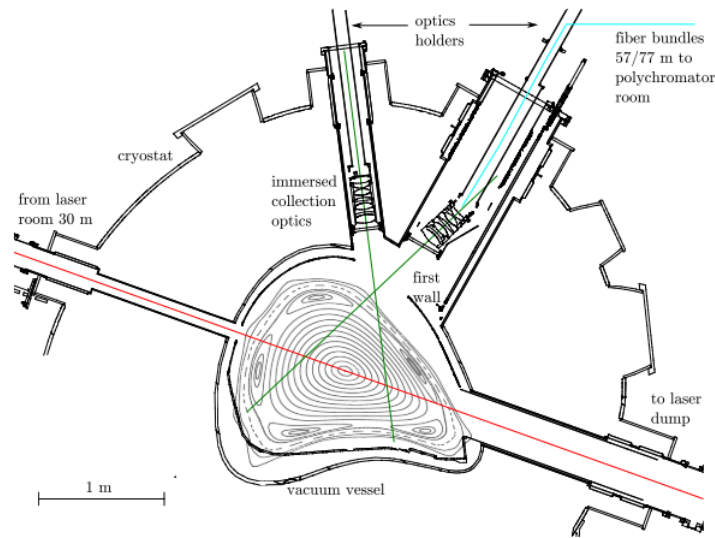 optics
holders
fiber bundles
57/77 m to
polychromator
room
cryostat
immersed
collection
optics
from laser
room 30 m
first
wall
to laser
dump
1 m
vacuum vessel